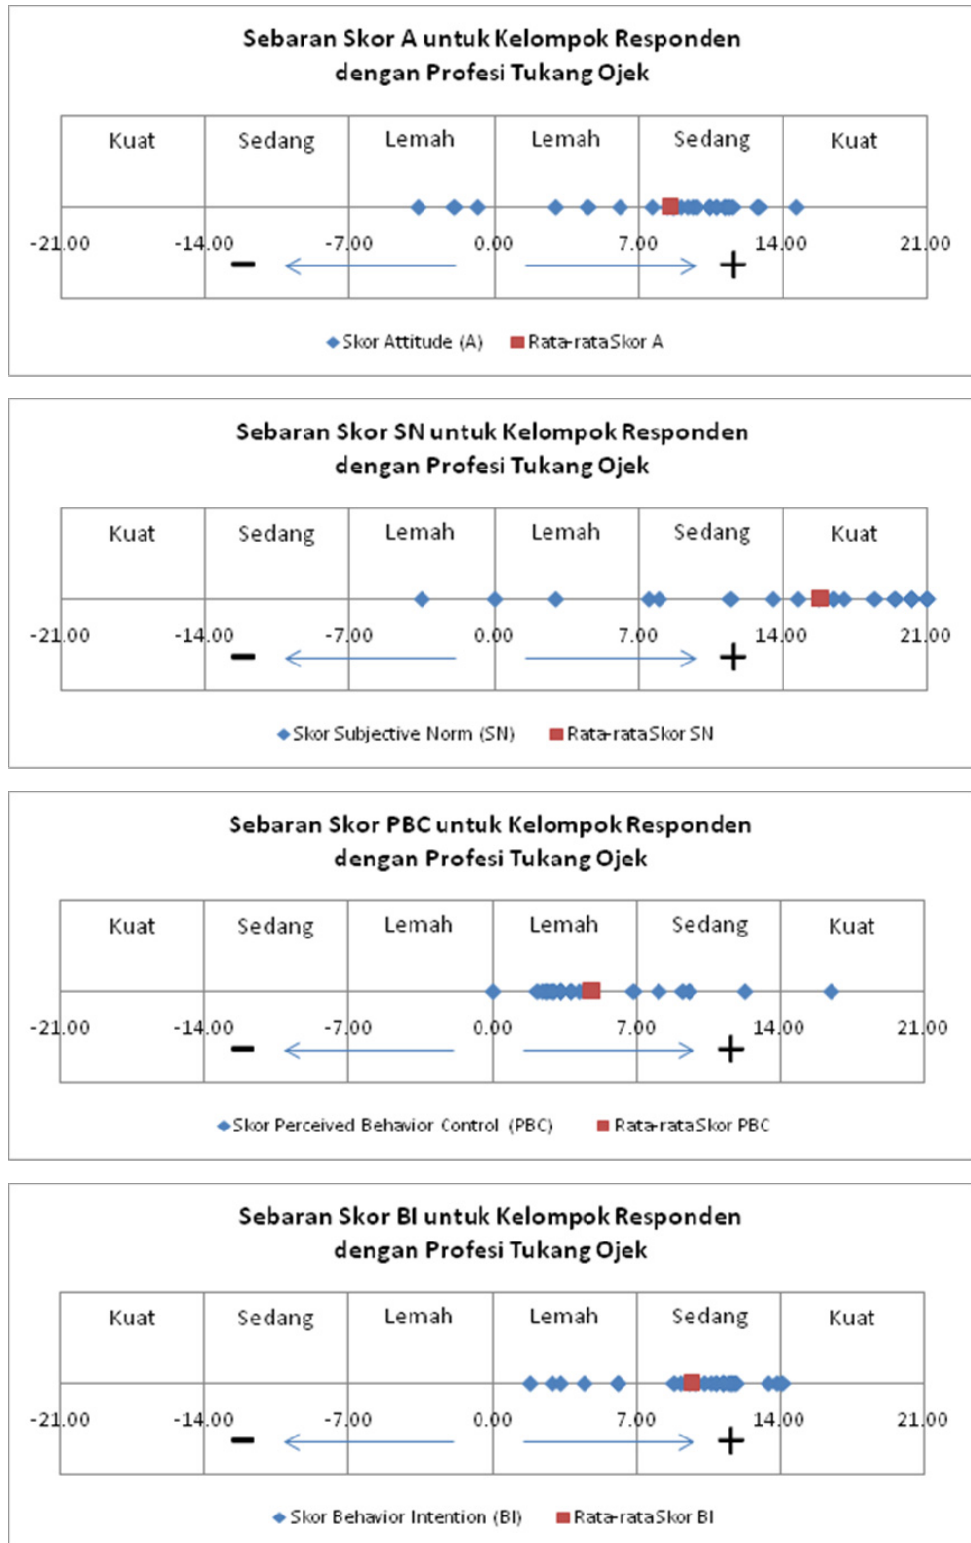 Sebaran Skor A untuk Kelompok Responden
dengan Profesi Tukang Ojek
Kuat Sedang Lemah Lemah Sedang Kuat
-21.00 -14.00 -7.00 0.00 7.00 14.00 21.00
− +
Skor Attitude (A) Rata-rata Skor A
Sebaran Skor SN untuk Kelompok Responden
dengan Profesi Tukang Ojek
Kuat Sedang Lemah Lemah Sedang Kuat
-21.00 -14.00 -7.00 0.00 7.00 14.00 21.00
− +
Skor Subjective Norm (SN) Rata-rata Skor SN
Sebaran Skor PBC untuk Kelompok Responden
dengan Profesi Tukang Ojek
Kuat Sedang Lemah Lemah Sedang Kuat
-21.00 -14.00 -7.00 0.00 7.00 14.00 21.00
− +
Skor Perceived Behavior Control (PBC) Rata-rata Skor PBC
Sebaran Skor BI untuk Kelompok Responden
dengan Profesi Tukang Ojek
Kuat Sedang Lemah Lemah Sedang Kuat
-21.00 -14.00 -7.00 0.00 7.00 14.00 21.00
− +
Skor Behavior Intention (BI) Rata-rata Skor BI